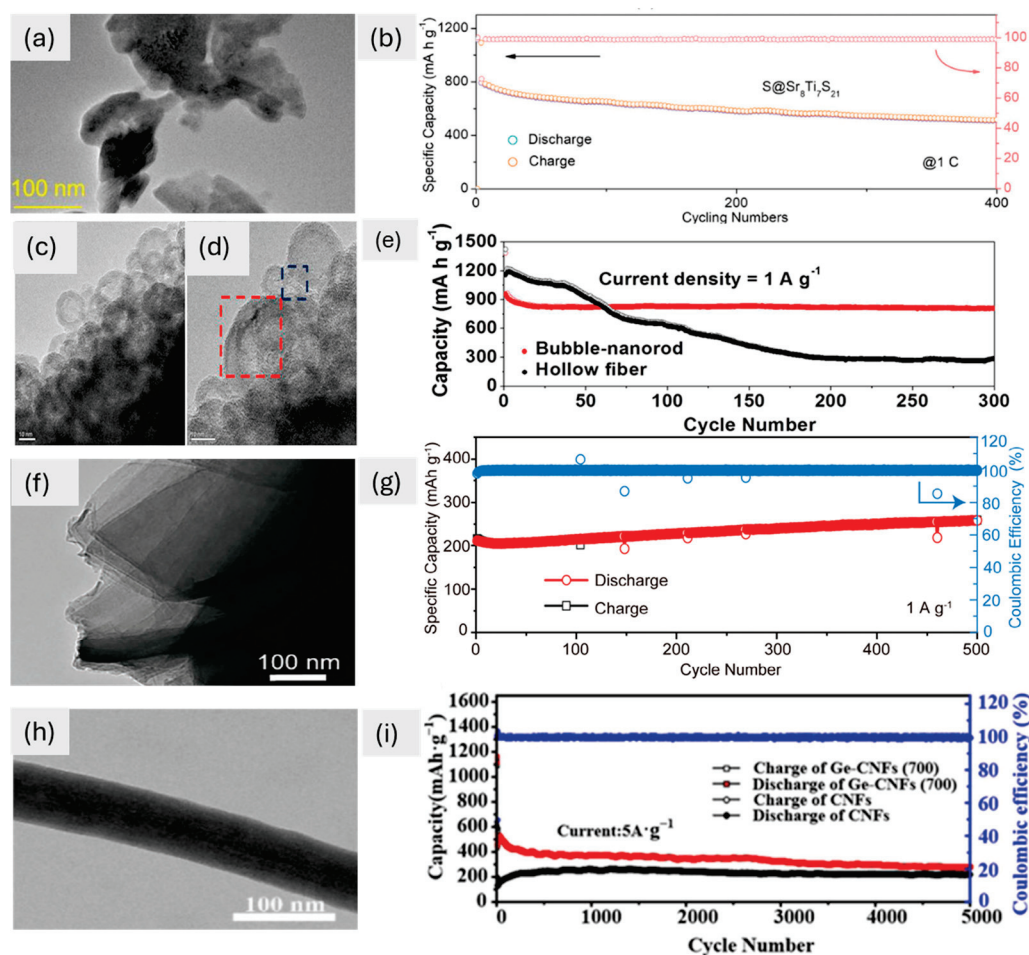 (a)
100 nm
(b)
Specific Capacity (mA h g⁻¹)
1200
800
400
0
S@Sr₈Ti₇S₂₁
Discharge
Charge
@1 C
100
80
60
40
20
0
0
200
400
Cycling Numbers
(c)
(d)
(e)
Capacity (mA h g⁻¹)
1500
1200
900
600
300
0
Current density = 1 A g⁻¹
Bubble-nanorod
Hollow fiber
0
50
100
150
200
250
300
Cycle Number
(f)
100 nm
(g)
Specific Capacity (mAh g⁻¹)
400
300
200
100
0
Discharge
Charge
1 A g⁻¹
120
100
80
60
40
20
0
Coulombic Efficiency (%)
0
100
200
300
400
500
Cycle Number
(h)
100 nm
(i)
Capacity(mAh·g⁻¹)
1600
1400
1200
1000
800
600
400
200
0
Charge of Ge-CNFs (700)
Discharge of Ge-CNFs (700)
Charge of CNFs
Discharge of CNFs
Current:5A·g⁻¹
120
100
80
60
40
20
0
Coulombic efficiency (%)
0
1000
2000
3000
4000
5000
Cycle Number